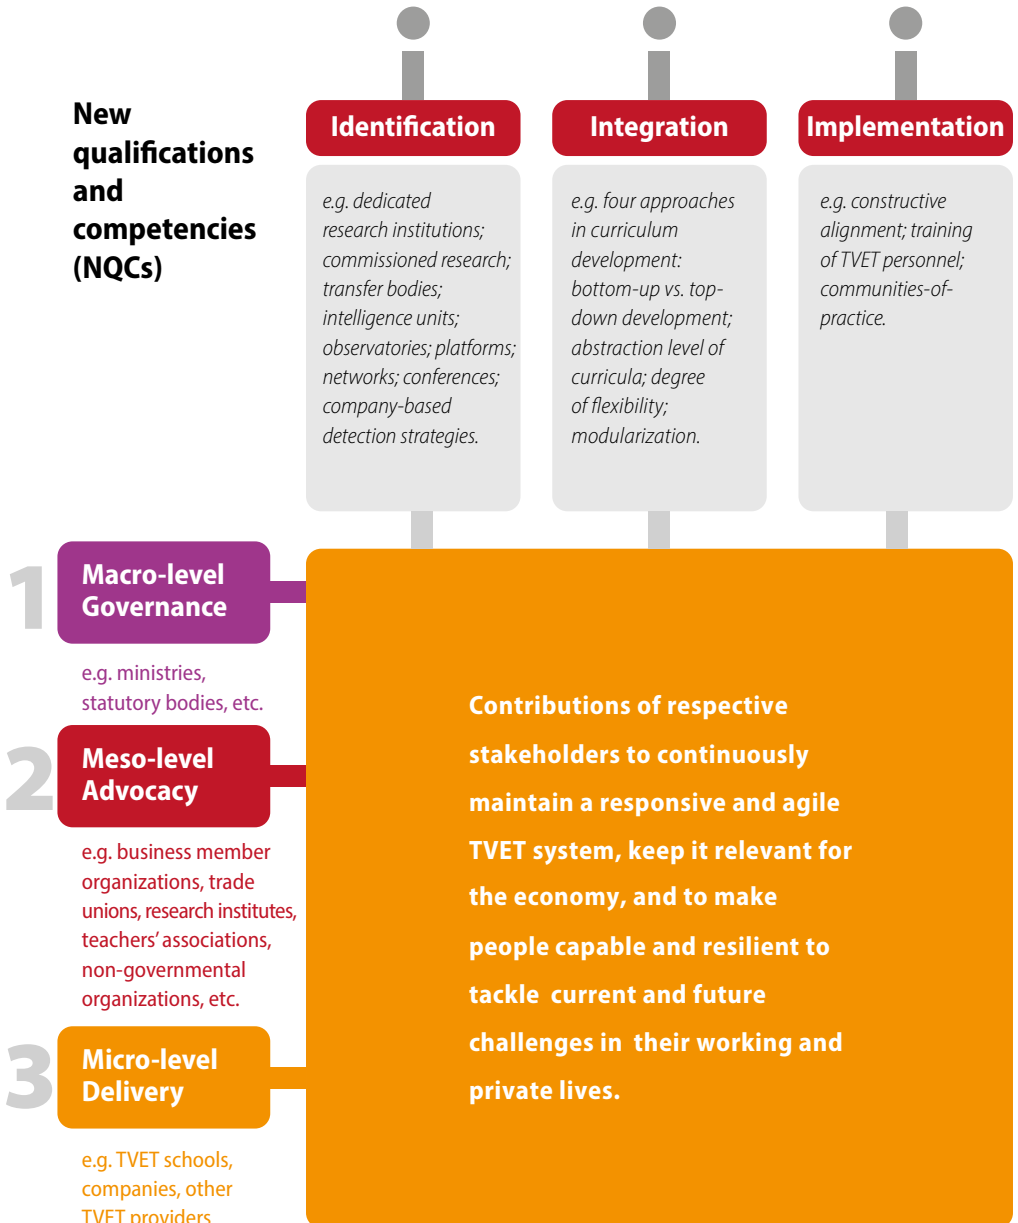 New
qualifications
and
competencies
(NQCs)
Identification
e.g. dedicated
research institutions;
commissioned research;
transfer bodies;
intelligence units;
observatories; platforms;
networks; conferences;
company-based
detection strategies.
Integration
e.g. four approaches
in curriculum
development:
bottom-up vs. top-
down development;
abstraction level of
curricula; degree
of flexibility;
modularization.
Implementation
e.g. constructive
alignment; training
of TVET personnel;
communities-of-
practice.
1
Macro-level
Governance
e.g. ministries,
statutory bodies, etc.
2
Meso-level
Advocacy
e.g. business member
organizations, trade
unions, research institutes,
teachers’ associations,
non-governmental
organizations, etc.
3
Micro-level
Delivery
e.g. TVET schools,
companies, other
TVET providers
Contributions of respective
stakeholders to continuously
maintain a responsive and agile
TVET system, keep it relevant for
the economy, and to make
people capable and resilient to
tackle current and future
challenges in their working and
private lives.